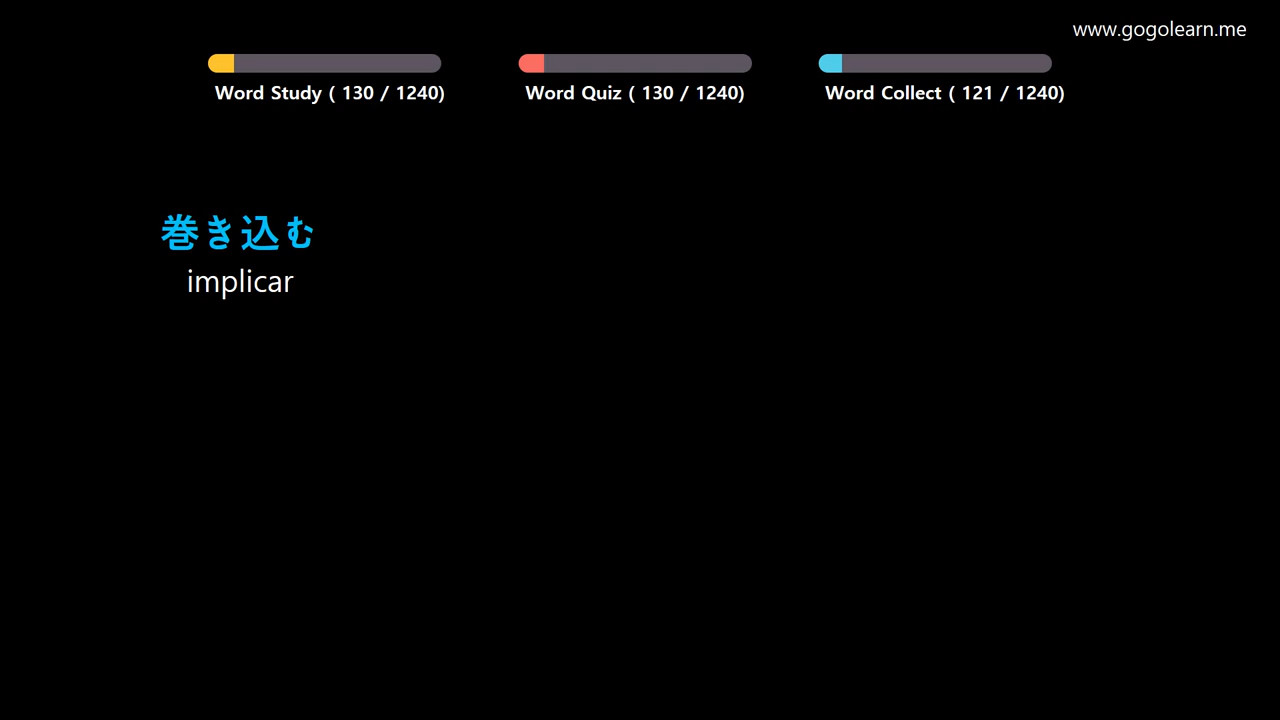 www.gogolearn.me
Word Study ( 130 / 1240)
Word Quiz ( 130 / 1240)
Word Collect ( 121 / 1240)
巻き込む
implicar